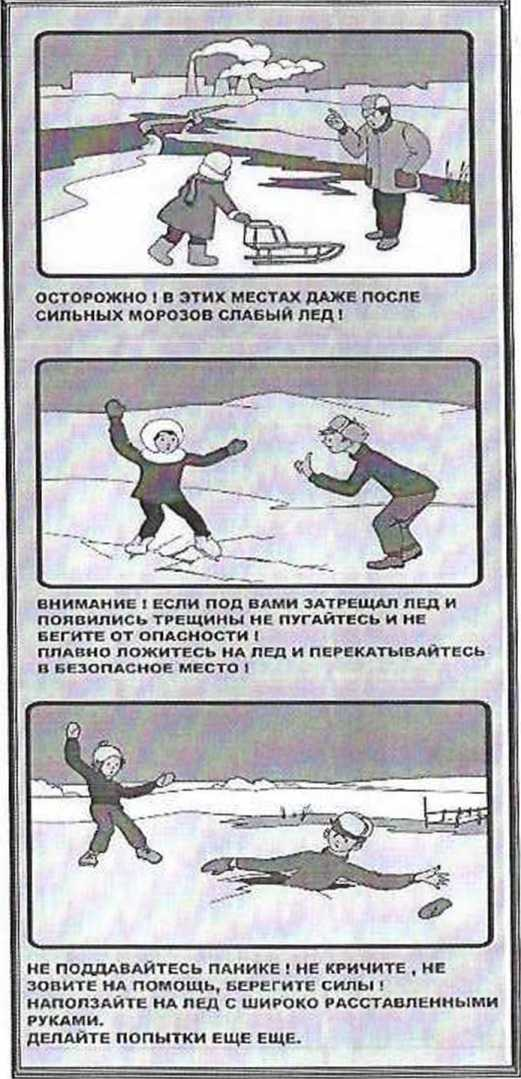 ОСТОРОЖНО ! В ЭТИХ МЕСТАХ ДАЖЕ ПОСЛЕ
СИЛЬНЫХ МОРОЗОВ СЛАБЫЙ ЛЕД !
ВНИМАНИЕ ! ЕСЛИ ПОД ВАМИ ЗАТРЕЩАЛ ЛЕД И
ПОЯВИЛИСЬ ТРЕЩИНЫ НЕ ПУГАЙТЕСЬ И НЕ
БЕГИТЕ ОТ ОПАСНОСТИ !
ПЛАВНО ЛОЖИТЕСЬ НА ЛЕД И ПЕРЕКАТЫВАЙТЕСЬ
В БЕЗОПАСНОЕ МЕСТО !
НЕ ПОДДАВАЙТЕСЬ ПАНИКЕ ! НЕ КРИЧИТЕ , НЕ
ЗОВИТЕ НА ПОМОЩЬ, БЕРЕГИТЕ СИЛЫ !
НАПОЛЗАЙТЕ НА ЛЕД С ШИРОКО РАССТАВЛЕННЫМИ
РУКАМИ.
ДЕЛАЙТЕ ПОПЫТКИ ЕЩЕ ЕЩЕ.